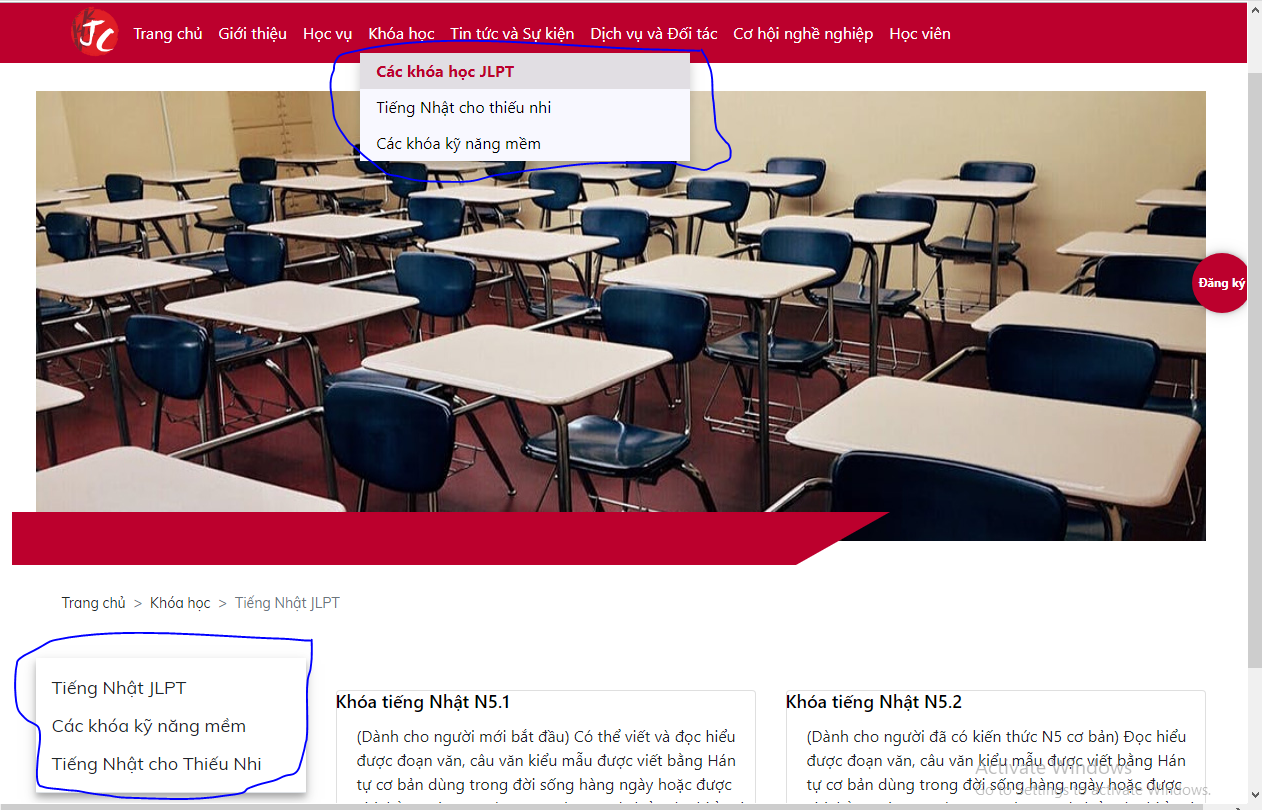 JC
Trang chủ Giới thiệu Học vụ Khóa học Tin tức và Sự kiện Dịch vụ và Đối tác Cơ hội nghề nghiệp Học viên
Các khóa học JLPT
Tiếng Nhật cho thiếu nhi
Các khóa kỹ năng mềm
Đăng ký
Trang chủ > Khóa học > Tiếng Nhật JLPT
Tiếng Nhật JLPT
Các khóa kỹ năng mềm
Tiếng Nhật cho Thiếu Nhi
Khóa tiếng Nhật N5.1
(Dành cho người mới bắt đầu) Có thể viết và đọc hiểu
được đoạn văn, câu văn kiểu mẫu được viết bằng Hán
tự cơ bản dùng trong đời sống hàng ngày hoặc được
Khóa tiếng Nhật N5.2
(Dành cho người đã có kiến thức N5 cơ bản) Đọc hiểu
được đoạn văn, câu văn kiểu mẫu được viết bằng Hán
tự cơ bản dùng trong đời sống hàng ngày hoặc được
Activate Windows
Go to Settings to activate Windows.